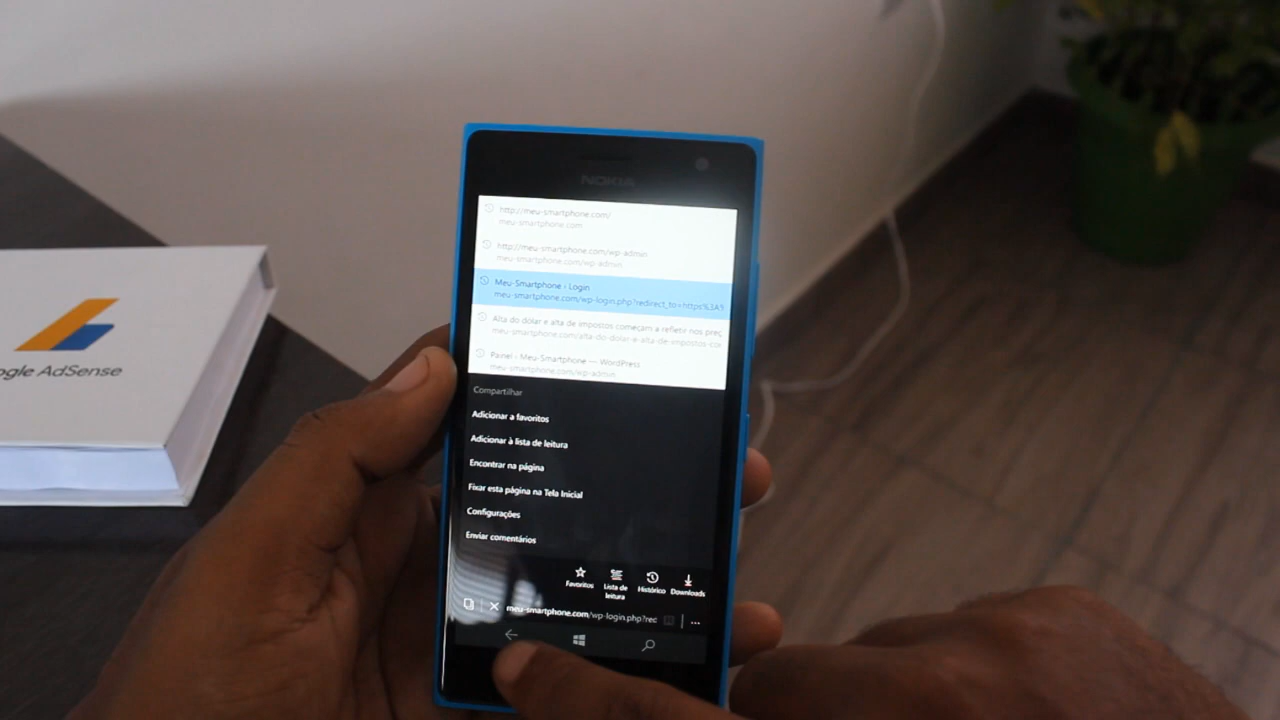 NOKIA
http://meu-smartphone.com/
meu-smartphone.com
http://meu-smartphone.com/wp-admin
meu-smartphone.com/wp-admin
Meu-Smartphone › Login
meu-smartphone.com/wp-login.php?redirect_to=https%3A%
Alta do dólar e alta de impostos começam a refletir nos preç
meu-smartphone.com/alta-do-dolar-e-alta-de-impostos-co
Painel ‹ Meu-Smartphone — WordPress
meu-smartphone.com/wp-admin
Compartilhar
Adicionar a favoritos
Adicionar à lista de leitura
Encontrar na página
Fixar esta página na Tela Inicial
Configurações
Enviar comentários
Favoritos
Lista de
leitura
Histórico
Downloads
meu-smartphone.com/wp-login.php?rec
ogle AdSense